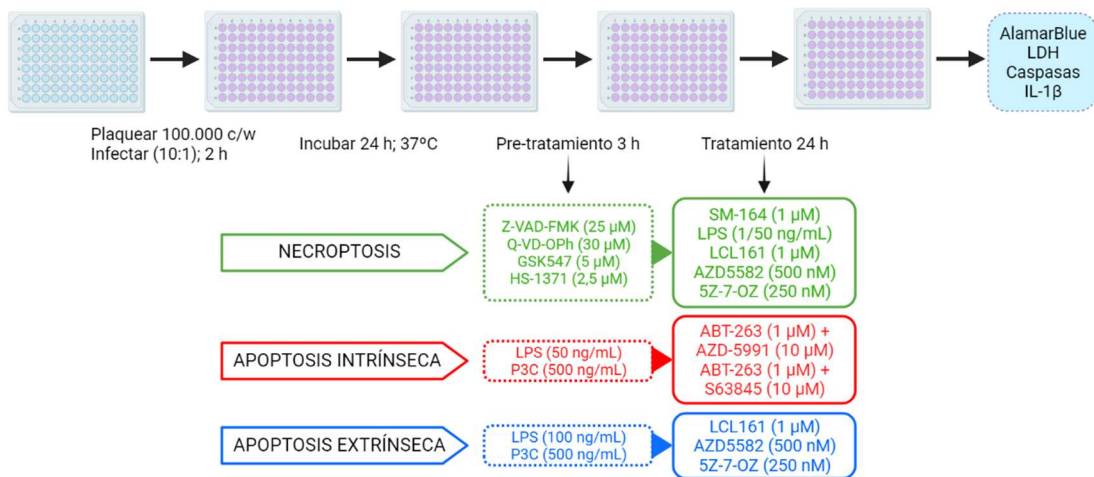 AlamarBlue
LDH
Caspasas
IL-1β
Plaquear 100.000 c/w
Infectar (10:1); 2 h
Incubar 24 h; 37ºC
Pre-tratamiento 3 h
Tratamiento 24 h
NECROPTOSIS
Z-VAD-FMK (25 µM)
Q-VD-OPh (30 µM)
GSK547 (5 µM)
HS-1371 (2,5 µM)
SM-164 (1 µM)
LPS (1/50 ng/mL)
LCL161 (1 µM)
AZD5582 (500 nM)
5Z-7-OZ (250 nM)
APOPTOSIS INTRÍNSECA
LPS (50 ng/mL)
P3C (500 ng/mL)
ABT-263 (1 µM) +
AZD-5991 (10 µM)
ABT-263 (1 µM) +
S63845 (10 µM)
APOPTOSIS EXTRÍNSECA
LPS (100 ng/mL)
P3C (500 ng/mL)
LCL161 (1 µM)
AZD5582 (500 nM)
5Z-7-OZ (250 nM)